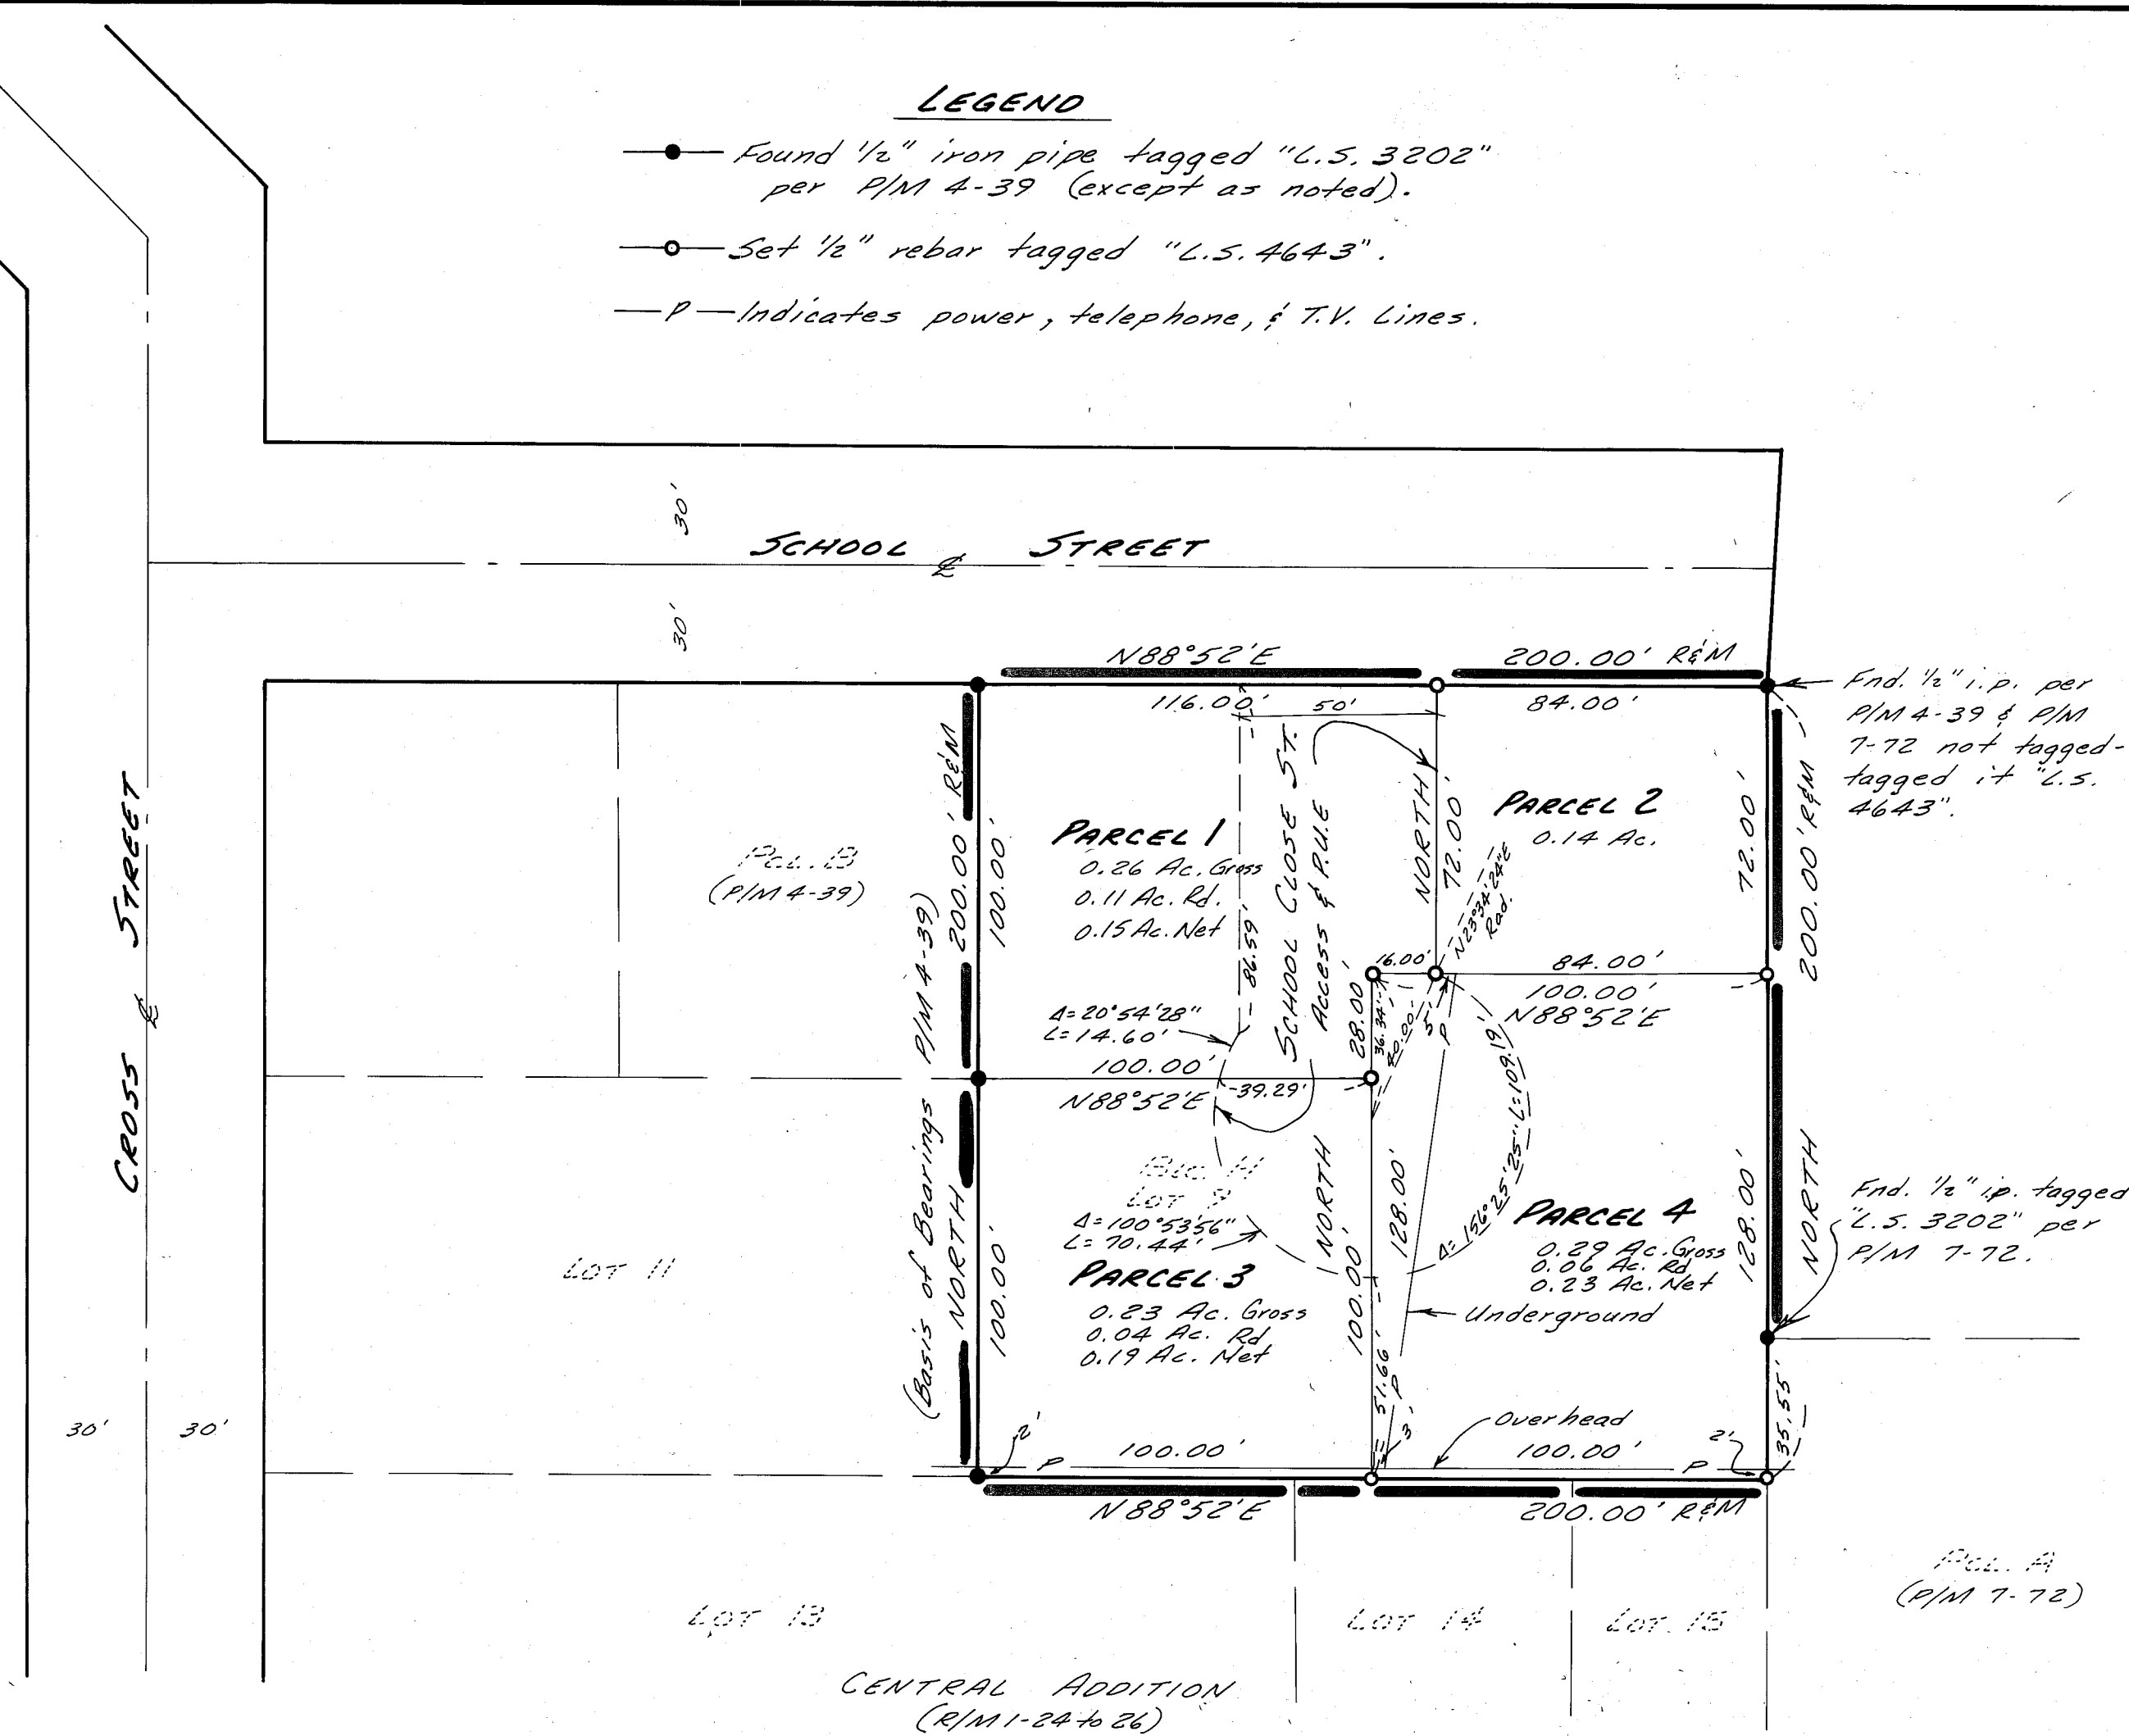 LEGEND
Found 1/2" iron pipe tagged "L.S. 3202"
per P/M 4-39 (except as noted).
Set 1/2" rebar tagged "L.S. 4643".
P Indicates power, telephone, & T.V. Lines.
30'
SCHOOL ℄ STREET
30'
CROSS ℄ STREET
30'
30'
N88°52'E
200.00' R&M
116.00'
50'
84.00'
Fnd. 1/2" i.p. per
P/M 4-39 & P/M
7-72 not tagged-
tagged it "L.S.
4643".
200.00' R&M
100.00'
NORTH
(Basis of Bearings P/M 4-39)
PCL. B
(P/M 4-39)
PARCEL 1
0.26 Ac. Gross
0.11 Ac. Rd.
0.15 Ac. Net
86.59'
SCHOOL CLOSE ST.
Access & P.U.E
NORTH
72.00'
PARCEL 2
0.14 Ac.
72.00'
200.00' R&M
N23°34'24"E
Rad.
16.00'
84.00'
100.00'
N88°52'E
28.00'
36.34'
20.00'
5'
P
Δ=20°54'28"
L=14.60'
100.00'
N88°52'E
39.29'
Δ=156°25'25" L=109.19'
BLK. H
LOT 9
Δ=100°53'56"
L=70.44'
PARCEL 3
0.23 Ac. Gross
0.04 Ac. Rd
0.19 Ac. Net
100.00'
NORTH
100.00'
128.00'
PARCEL 4
0.29 Ac. Gross
0.06 Ac. Rd
0.23 Ac. Net
128.00'
NORTH
Fnd. 1/2" i.p. tagged
"L.S. 3202" per
P/M 7-72.
Underground
51.66'
P
3'
Overhead
2'
P
100.00'
100.00'
P
2'
35.55'
N88°52'E
200.00' R&M
LOT 11
LOT 13
LOT 14
LOT 15
PCL. A
(P/M 7-72)
CENTRAL ADDITION
(R/M 1-24 to 26)